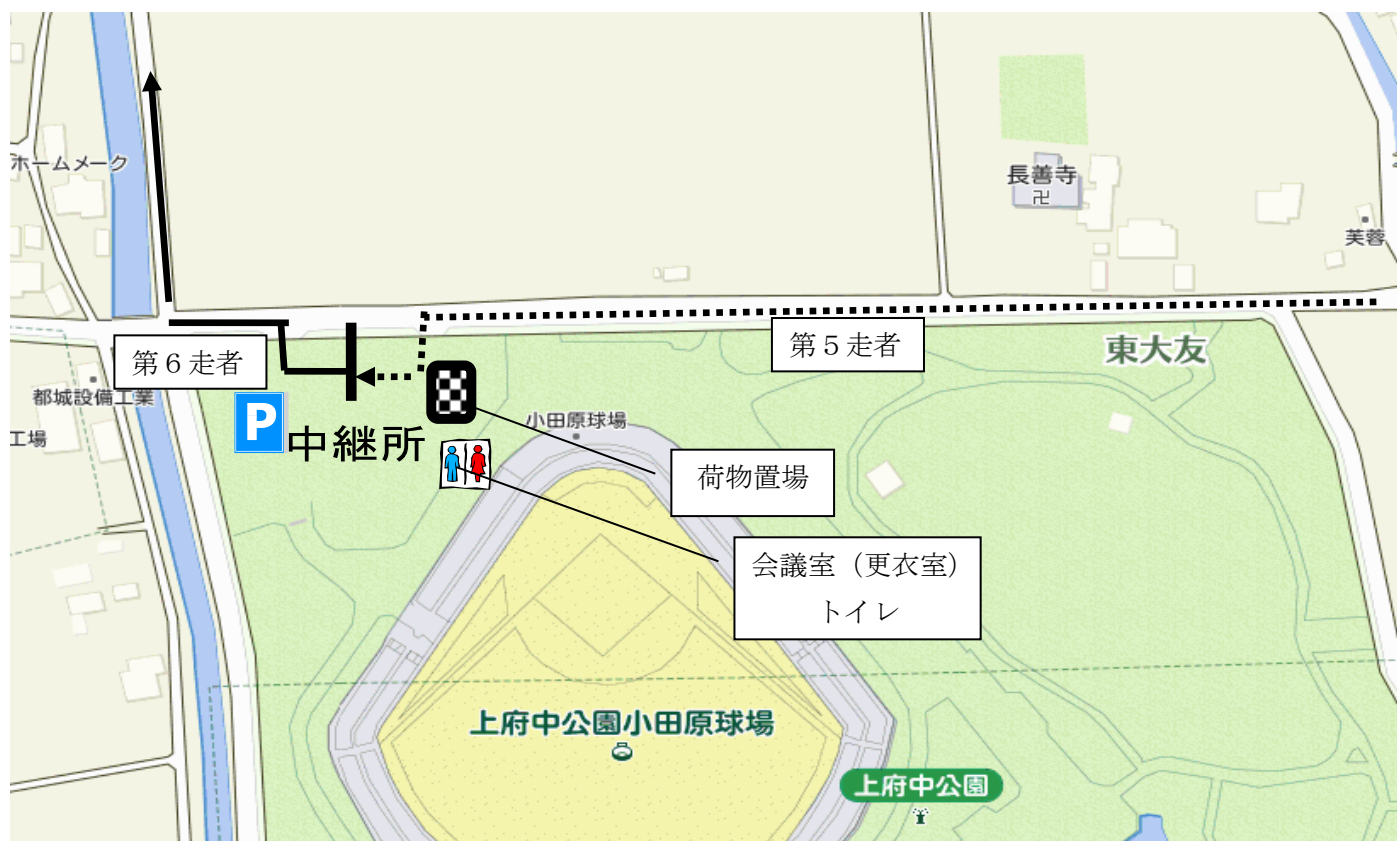 ホームメーク
長善寺
卍
芙蓉
第６走者
第５走者
東大友
都城設備工業
工場
P
中継所
小田原球場
荷物置場
会議室（更衣室）
トイレ
上府中公園小田原球場
上府中公園